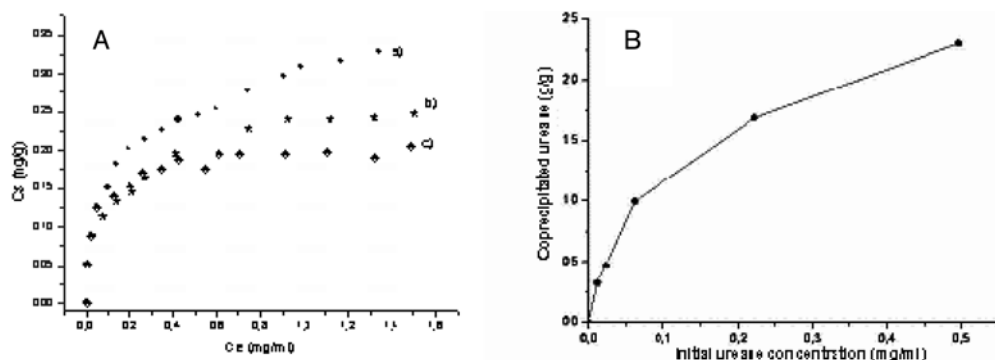 A
Cs (ng/g)
0.35
0.30
0.25
0.20
0.15
0.10
0.05
0.00
a)
b)
c)
0,0 0,2 0,4 0,6 0,8 1,0 1,2 1,4 1,6
Ce (mg/ml)
B
Coprecipitated urease (g/g)
25
20
15
10
05
00
0,0 0,1 0,2 0,3 0,4 0,5
Initial urease concentration (mg/ml)